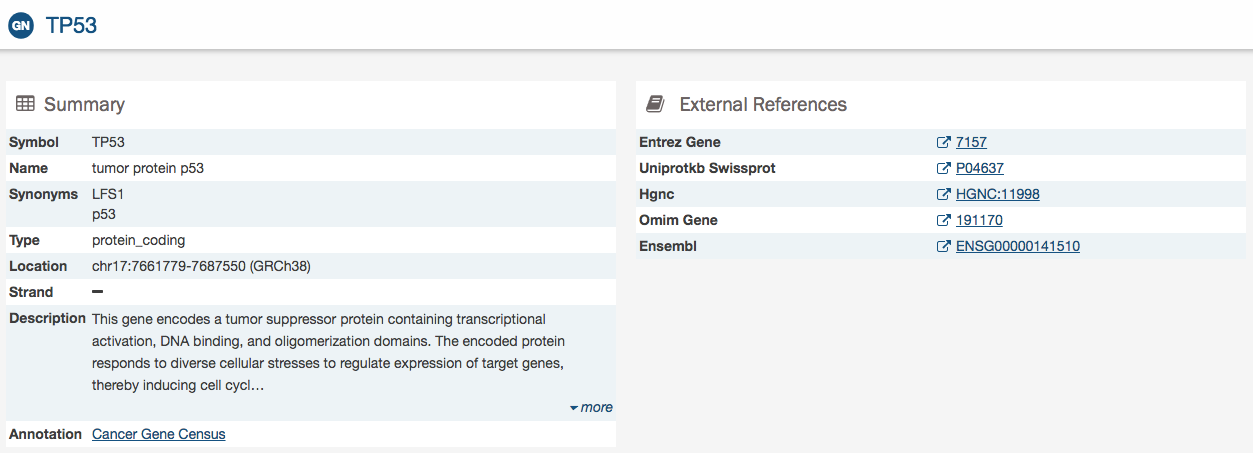 GN TP53
Summary
Symbol TP53
Name tumor protein p53
Synonyms LFS1
p53
Type protein_coding
Location chr17:7661779-7687550 (GRCh38)
Strand –
Description This gene encodes a tumor suppressor protein containing transcriptional
activation, DNA binding, and oligomerization domains. The encoded protein
responds to diverse cellular stresses to regulate expression of target genes,
thereby inducing cell cycl…
more
Annotation Cancer Gene Census
External References
Entrez Gene 7157
Uniprotkb Swissprot P04637
Hgnc HGNC:11998
Omim Gene 191170
Ensembl ENSG00000141510